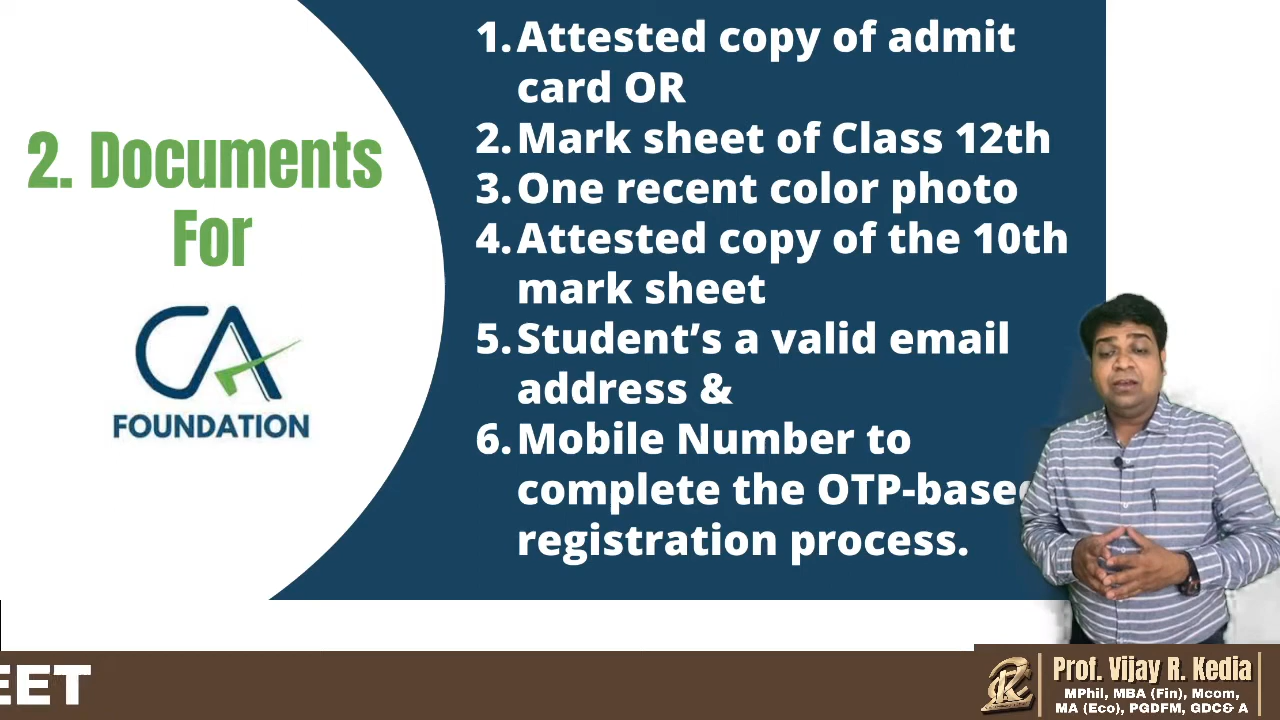 2. Documents
For
CA
FOUNDATION
1. Attested copy of admit
card OR
2. Mark sheet of Class 12th
3. One recent color photo
4. Attested copy of the 10th
mark sheet
5. Student’s a valid email
address &
6. Mobile Number to
complete the OTP-based
registration process.
EET
Prof. Vijay R. Kedia
MPhil, MBA (Fin), Mcom,
MA (Eco), PGDFM, GDC& A